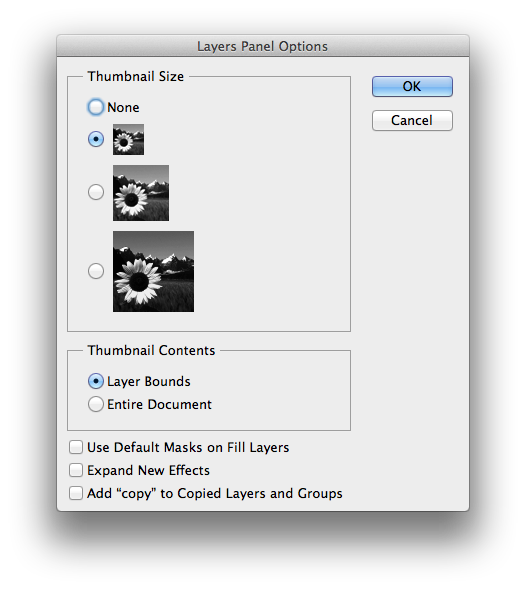 Layers Panel Options
Thumbnail Size
None
OK
Cancel
Thumbnail Contents
Layer Bounds
Entire Document
Use Default Masks on Fill Layers
Expand New Effects
Add “copy” to Copied Layers and Groups